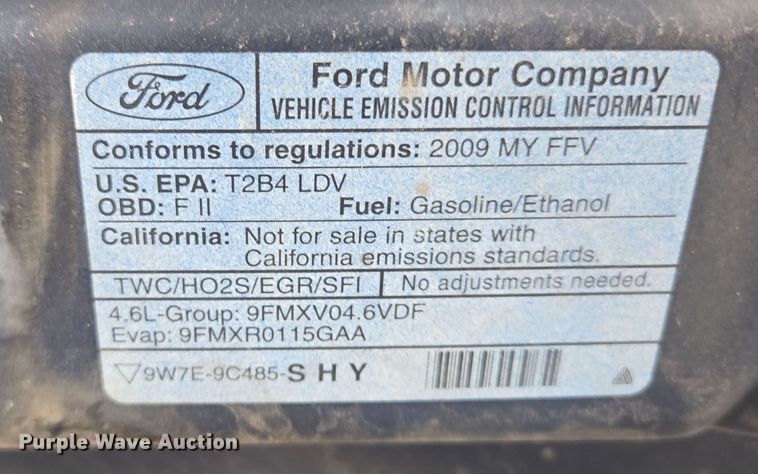 Ford
Ford Motor Company
VEHICLE EMISSION CONTROL INFORMATION
Conforms to regulations: 2009 MY FFV
U.S. EPA: T2B4 LDV
OBD: F II Fuel: Gasoline/Ethanol
California: Not for sale in states with
California emissions standards.
TWC/HO2S/EGR/SFI No adjustments needed.
4.6L-Group: 9FMXV04.6VDF
Evap: 9FMXR0115GAA
▽9W7E-9C485-S H Y
Purple Wave Auction